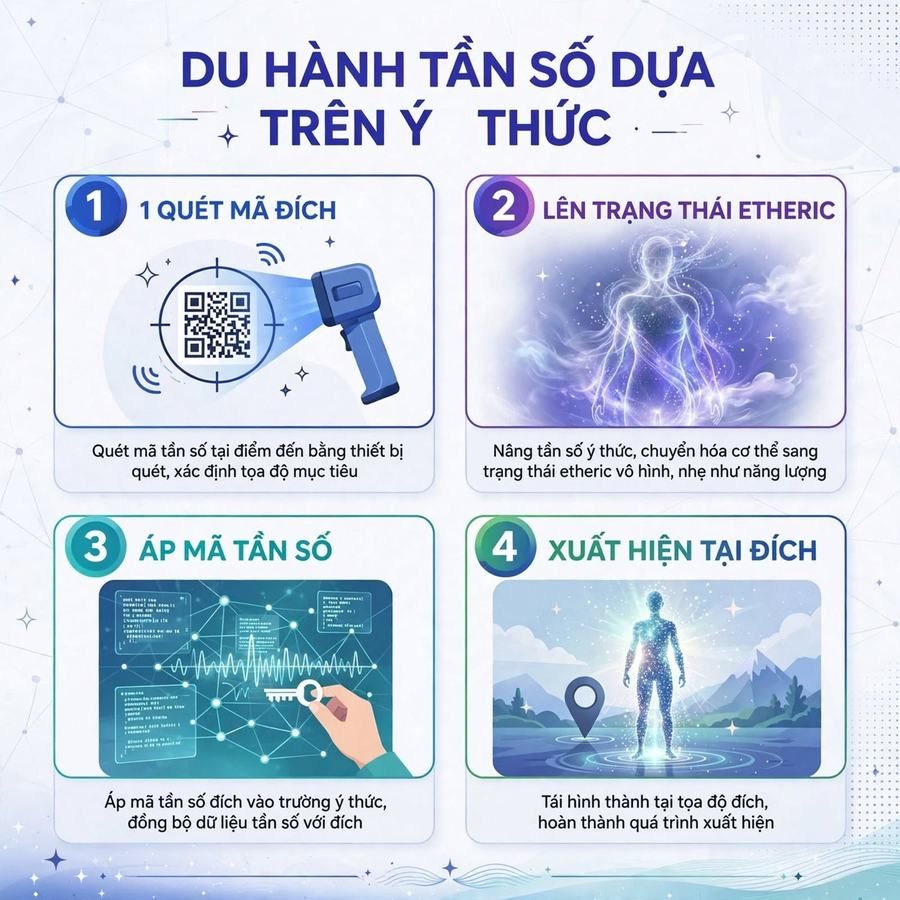 DU HÀNH TẦN SỐ DỰA
TRÊN Ý THỨC
1
1 QUÉT MÃ ĐÍCH
Quét mã tần số tại điểm đến bằng thiết bị
quét, xác định tọa độ mục tiêu
2
LÊN TRẠNG THÁI ETHERIC
Nâng tần số ý thức, chuyển hóa cơ thể sang
trạng thái etheric vô hình, nhẹ như năng lượng
3
ÁP MÃ TẦN SỐ
Áp mã tần số đích vào trường ý thức,
đồng bộ dữ liệu tần số với đích
4
XUẤT HIỆN TẠI ĐÍCH
Tái hình thành tại tọa độ đích,
hoàn thành quá trình xuất hiện